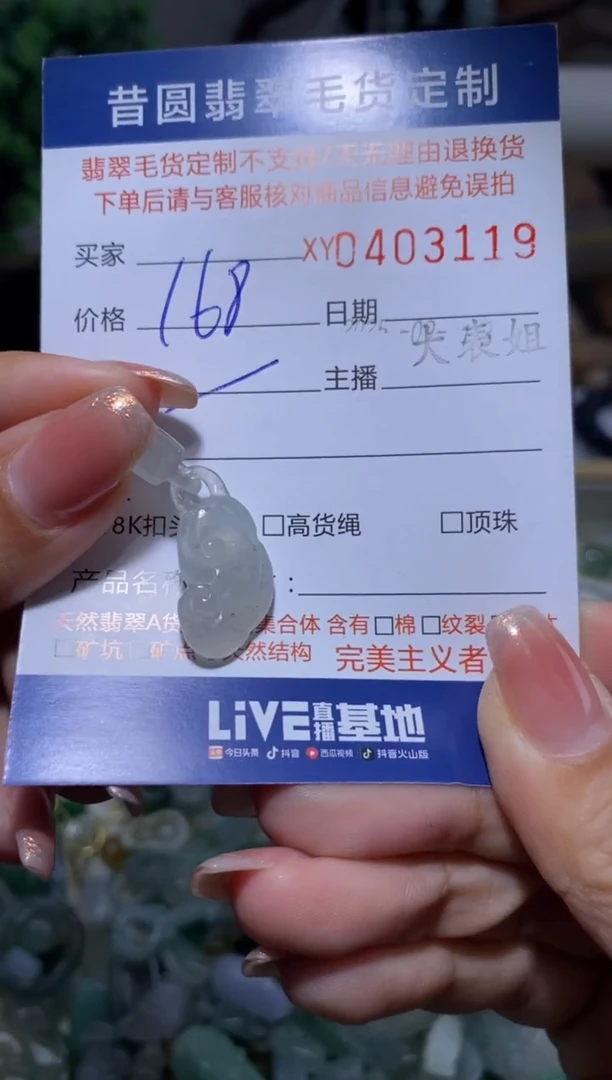 昔圆翡翠毛货定制
翡翠毛货定制不支持7天无理由退换货
下单后请与客服核对商品信息避免误拍
买家 XY0403119
价格 168 日期
大表姐
主播
8K扣头 □高货绳 □顶珠
产品名称 :
天然翡翠A货 集合体 含有□棉 □纹裂
□矿坑 □矿点 天然结构 完美主义者
LiVE直播基地
今日头条 抖音 西瓜视频 抖音火山版